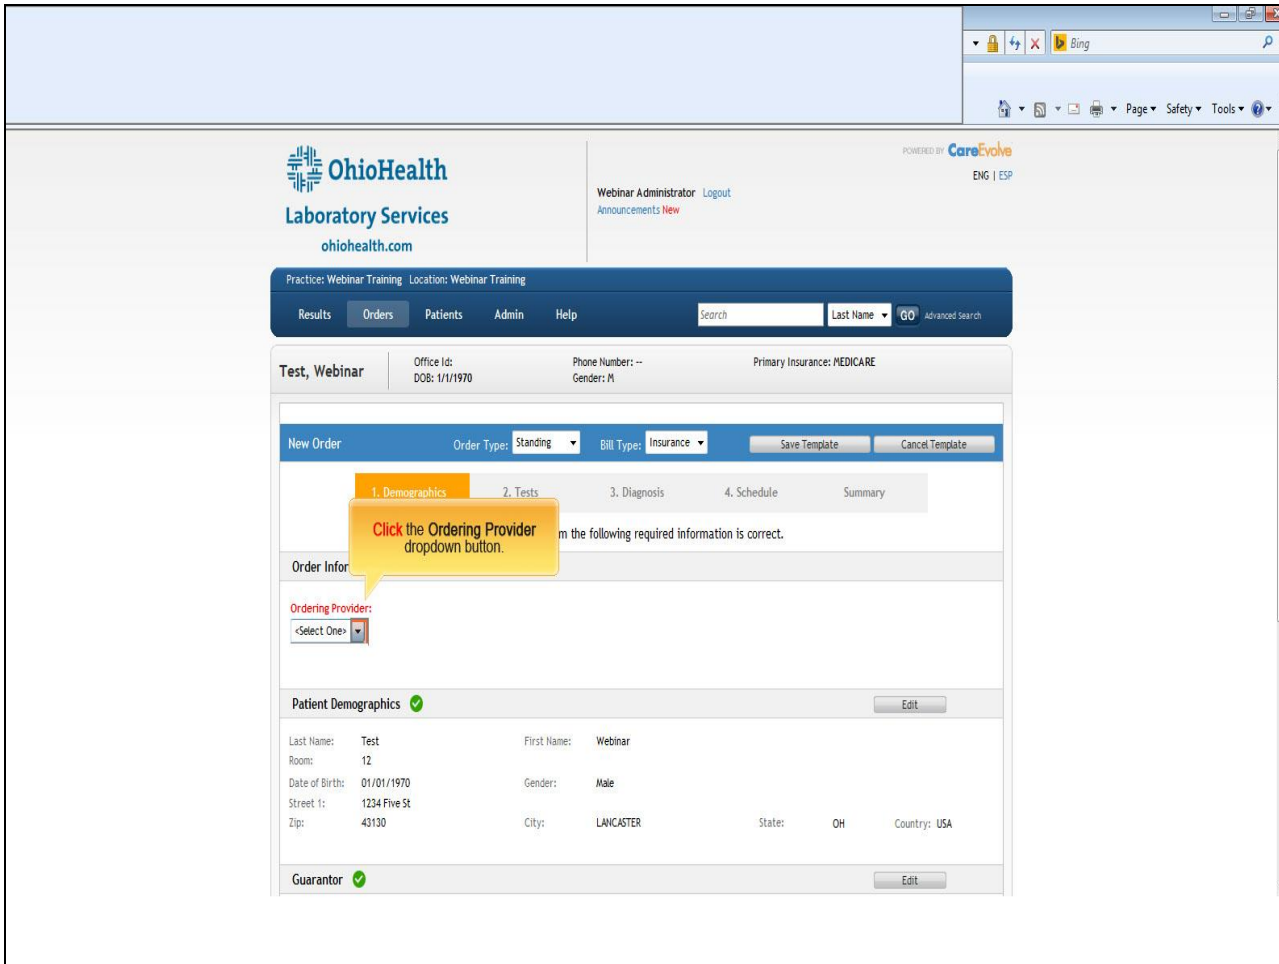 Bing
Page Safety Tools
OhioHealth
Laboratory Services
ohiohealth.com
Webinar Administrator Logout
Announcements New
POWERED BY CareEvolve
ENG | ESP
Practice: Webinar Training Location: Webinar Training
Results Orders Patients Admin Help Search Last Name GO Advanced Search
Test, Webinar
Office Id: Phone Number: -- Primary Insurance: MEDICARE
DOB: 1/1/1970 Gender: M
New Order Order Type: Standing Bill Type: Insurance Save Template Cancel Template
1. Demographics 2. Tests 3. Diagnosis 4. Schedule Summary
Click the Ordering Provider
dropdown button.
m the following required information is correct.
Order Infor
Ordering Provider:
<Select One>
Patient Demographics Edit
Last Name: Test First Name: Webinar
Room: 12
Date of Birth: 01/01/1970 Gender: Male
Street 1: 1234 Five St
Zip: 43130 City: LANCASTER State: OH Country: USA
Guarantor Edit